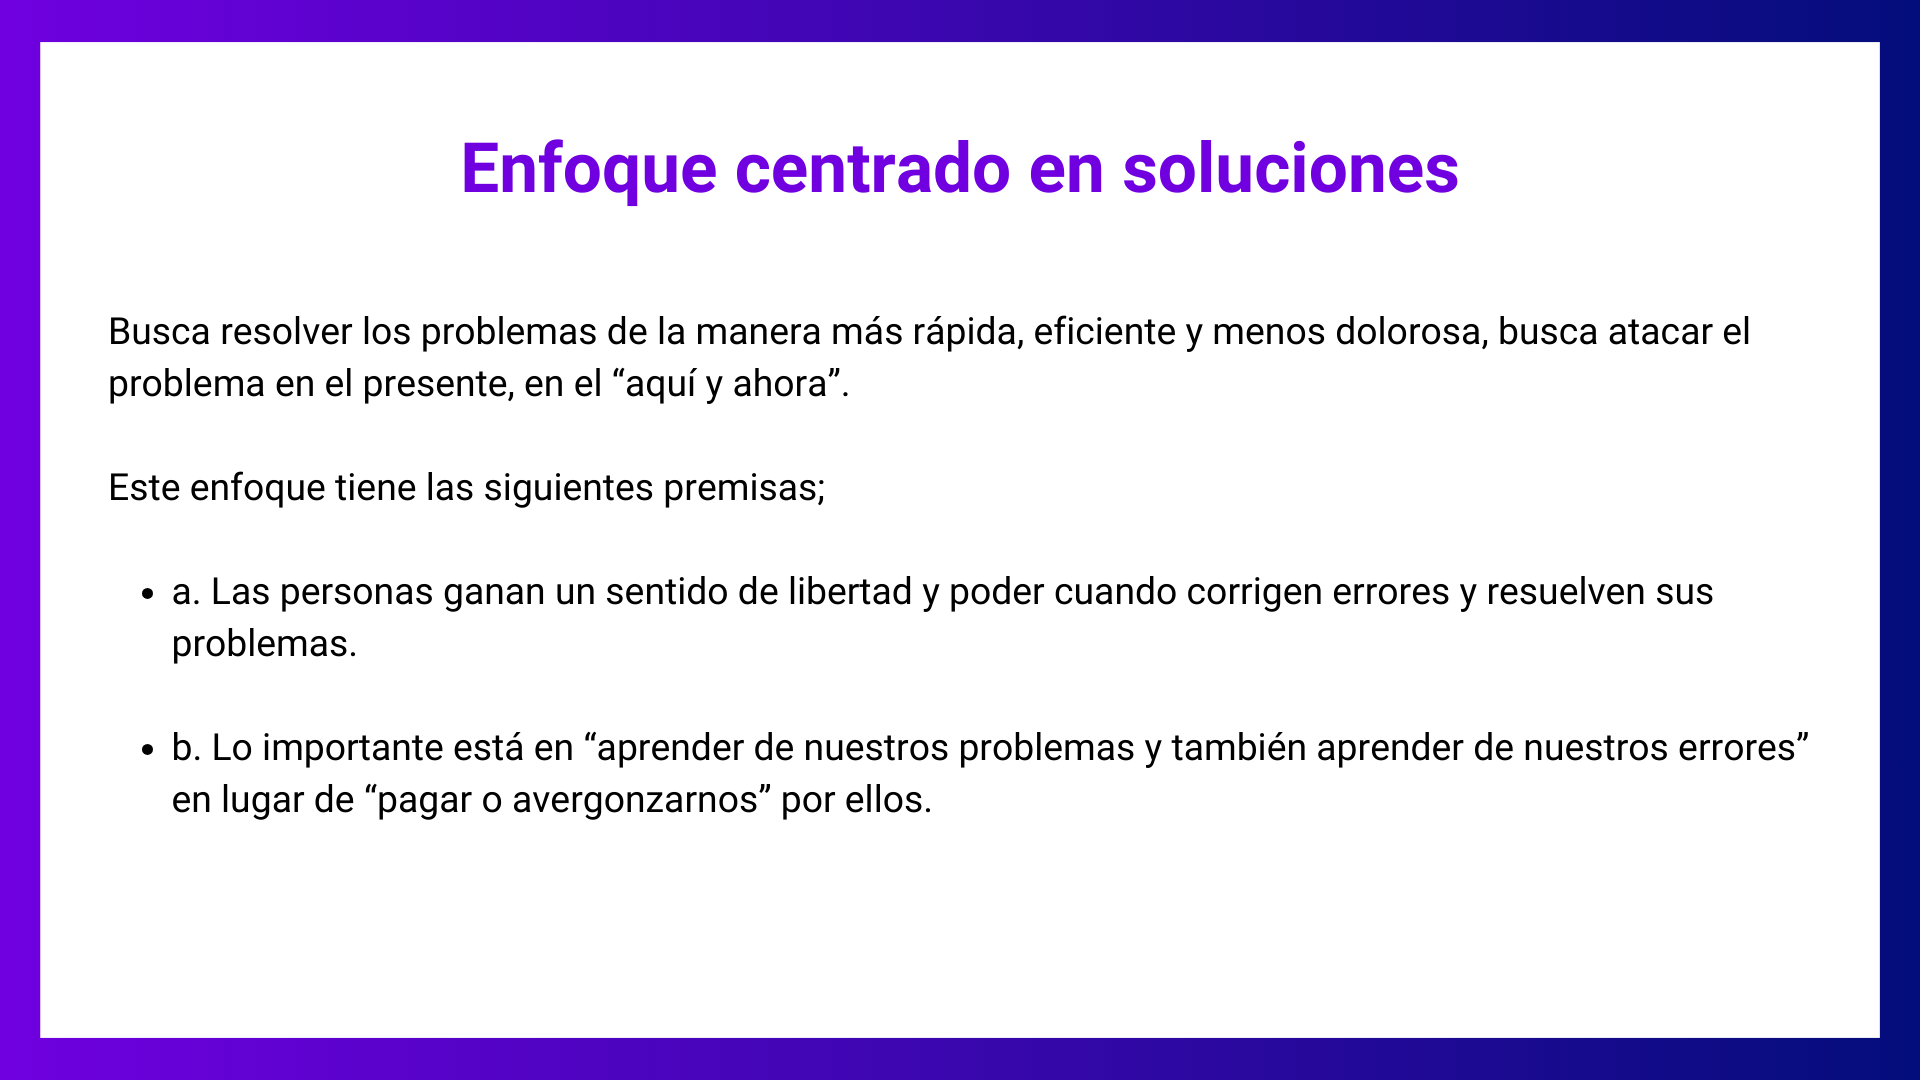 Enfoque centrado en soluciones
Busca resolver los problemas de la manera más rápida, eficiente y menos dolorosa, busca atacar el
problema en el presente, en el “aquí y ahora”.
Este enfoque tiene las siguientes premisas;
• a. Las personas ganan un sentido de libertad y poder cuando corrigen errores y resuelven sus
problemas.
• b. Lo importante está en “aprender de nuestros problemas y también aprender de nuestros errores”
en lugar de “pagar o avergonzarnos” por ellos.